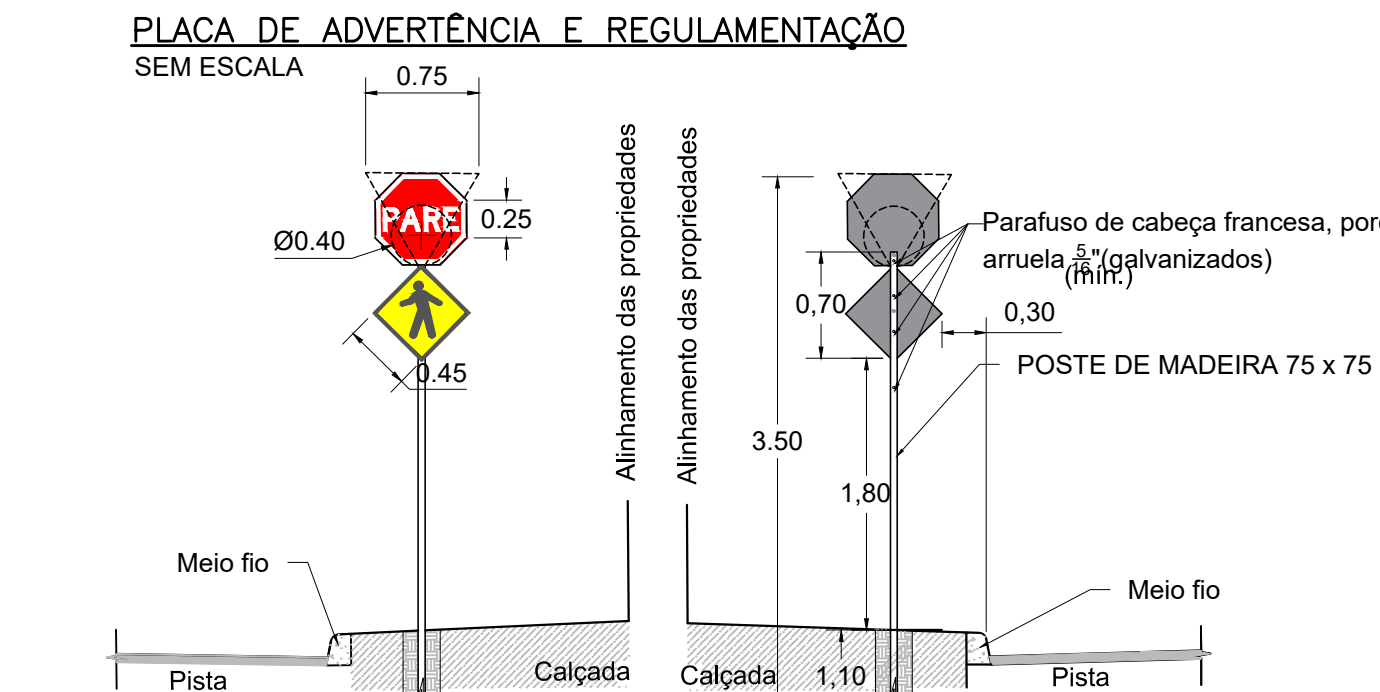 PLACA DE ADVERTÊNCIA E REGULAMENTAÇÃO
SEM ESCALA
0.75
PARE
0.25
Ø0.40
0.45
Alinhamento das propriedades
Alinhamento das propriedades
Parafuso de cabeça francesa,
arruela 5/16"(galvanizados)
(mín.)
0,70
0,30
POSTE DE MADEIRA 75 x 75
3.50
1,80
Meio fio
Meio fio
Pista
Calçada
Calçada
1,10
Pista